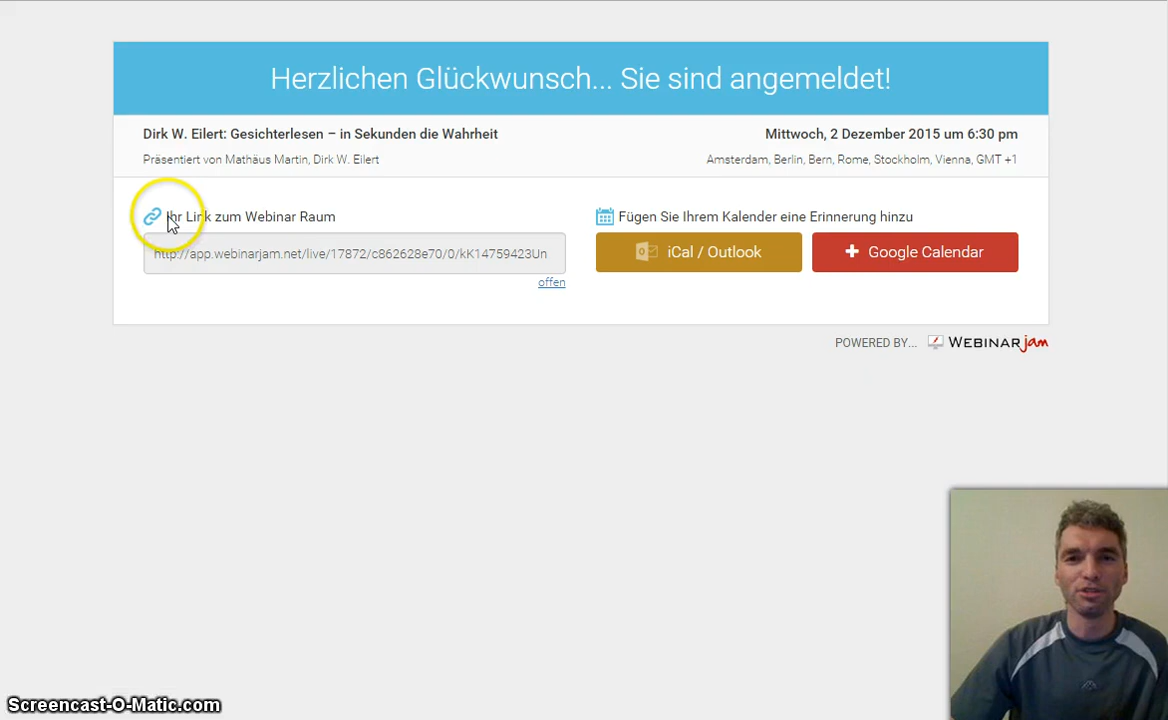 Herzlichen Glückwunsch... Sie sind angemeldet!
Dirk W. Eilert: Gesichterlesen – in Sekunden die Wahrheit
Mittwoch, 2 Dezember 2015 um 6:30 pm
Präsentiert von Mathäus Martin, Dirk W. Eilert
Amsterdam, Berlin, Bern, Rome, Stockholm, Vienna, GMT +1
Ihr Link zum Webinar Raum
Fügen Sie Ihrem Kalender eine Erinnerung hinzu
http://app.webinarjam.net/live/17872/c862628e70/0/kK14759423Un
iCal / Outlook
+ Google Calendar
offen
POWERED BY... WEBINARjam
Screencast-O-Matic.com